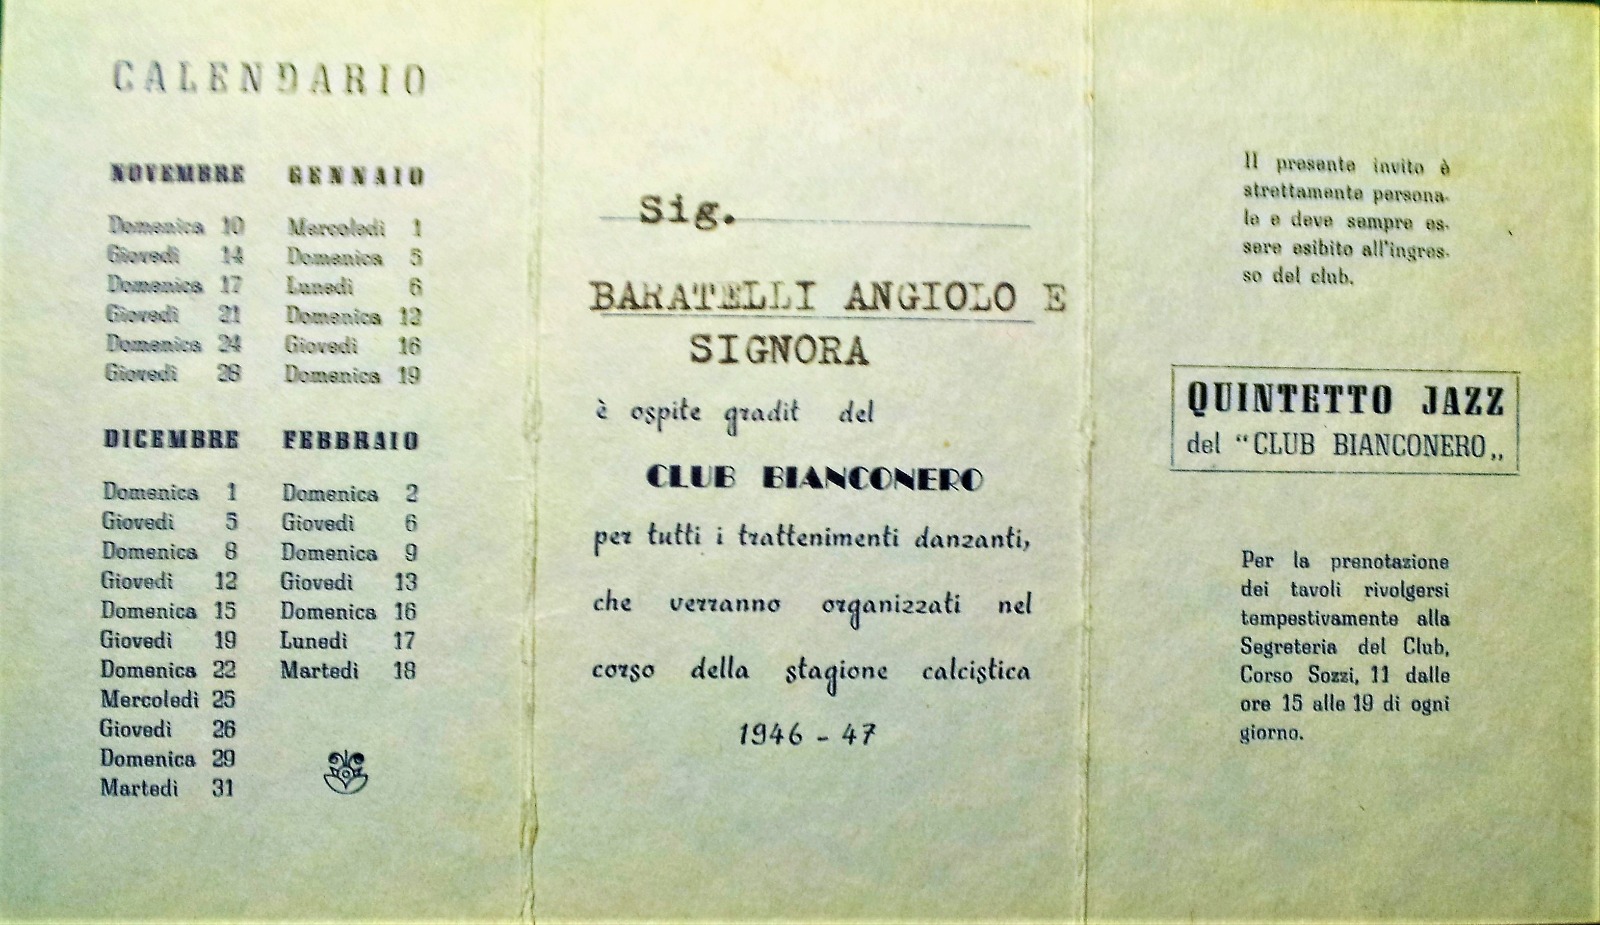 CALENDARIO
NOVEMBRE
Domenica 10
Giovedì 14
Domenica 17
Giovedì 21
Domenica 24
Giovedì 28
DICEMBRE
Domenica 1
Giovedì 5
Domenica 8
Giovedì 12
Domenica 15
Giovedì 19
Domenica 22
Mercoledì 25
Giovedì 26
Domenica 29
Martedì 31
GENNAIO
Mercoledì 1
Domenica 5
Lunedì 6
Domenica 12
Giovedì 16
Domenica 19
FEBBRAIO
Domenica 2
Giovedì 6
Domenica 9
Giovedì 13
Domenica 16
Lunedì 17
Martedì 18
Sig.
BARATELLI ANGIOLO E
SIGNORA
è ospite gradit del
CLUB BIANCONERO
per tutti i trattenimenti danzanti,
che verranno organizzati nel
corso della stagione calcistica
1946 - 47
Il presente invito è
strettamente persona-
le e deve sempre es-
sere esibito all'ingres-
so del club.
QUINTETTO JAZZ
del “CLUB BIANCONERO„
Per la prenotazione
dei tavoli rivolgersi
tempestivamente alla
Segreteria del Club,
Corso Sozzi, 11 dalle
ore 15 alle 19 di ogni
giorno.